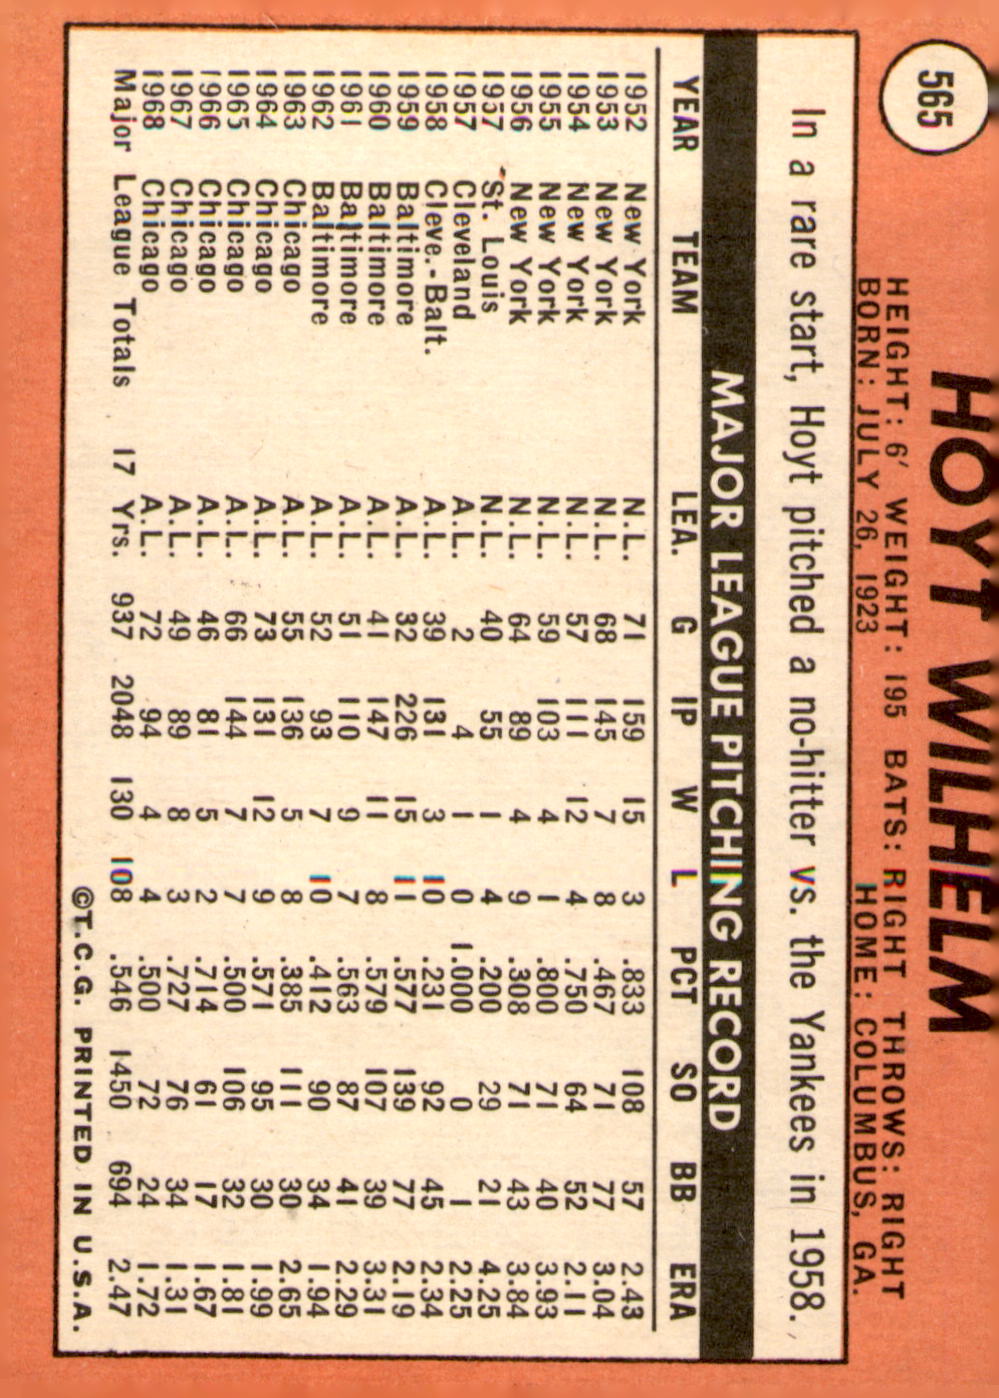 565
HOYT WILHELM
HEIGHT: 6' WEIGHT: 195 BATS: RIGHT THROWS: RIGHT
BORN: JULY 26, 1923 HOME: COLUMBUS, GA.
In a rare start, Hoyt pitched a no-hitter vs. the Yankees in 1958.
MAJOR LEAGUE PITCHING RECORD
YEAR TEAM LEA. G IP W L PCT SO BB ERA
1952 New York N.L. 71 159 15 3 .833 108 57 2.43
1953 New York N.L. 68 145 7 8 .467 71 77 3.04
1954 New York N.L. 57 111 12 4 .750 64 52 2.11
1955 New York N.L. 59 103 4 1 .800 71 40 3.93
1956 New York N.L. 64 89 4 9 .308 71 43 3.84
1957 St. Louis N.L. 40 55 1 4 .200 29 21 4.25
1957 Cleveland A.L. 2 4 1 0 1.000 0 1 2.25
1958 Cleve.-Balt. A.L. 39 131 3 10 .231 92 45 2.34
1959 Baltimore A.L. 32 226 15 11 .577 139 77 2.19
1960 Baltimore A.L. 41 147 11 8 .579 107 39 3.31
1961 Baltimore A.L. 51 110 9 7 .563 87 41 2.29
1962 Baltimore A.L. 52 93 7 10 .412 90 34 1.94
1963 Chicago A.L. 55 136 5 8 .385 111 30 2.65
1964 Chicago A.L. 73 131 12 9 .571 95 30 1.99
1965 Chicago A.L. 66 144 7 7 .500 106 32 1.81
1966 Chicago A.L. 46 81 5 2 .714 61 17 1.67
1967 Chicago A.L. 49 89 8 3 .727 76 34 1.31
1968 Chicago A.L. 72 94 4 4 .500 72 24 1.72
Major League Totals 17 Yrs. 937 2048 130 108 .546 1450 694 2.47
©T.C.G. PRINTED IN U.S.A.